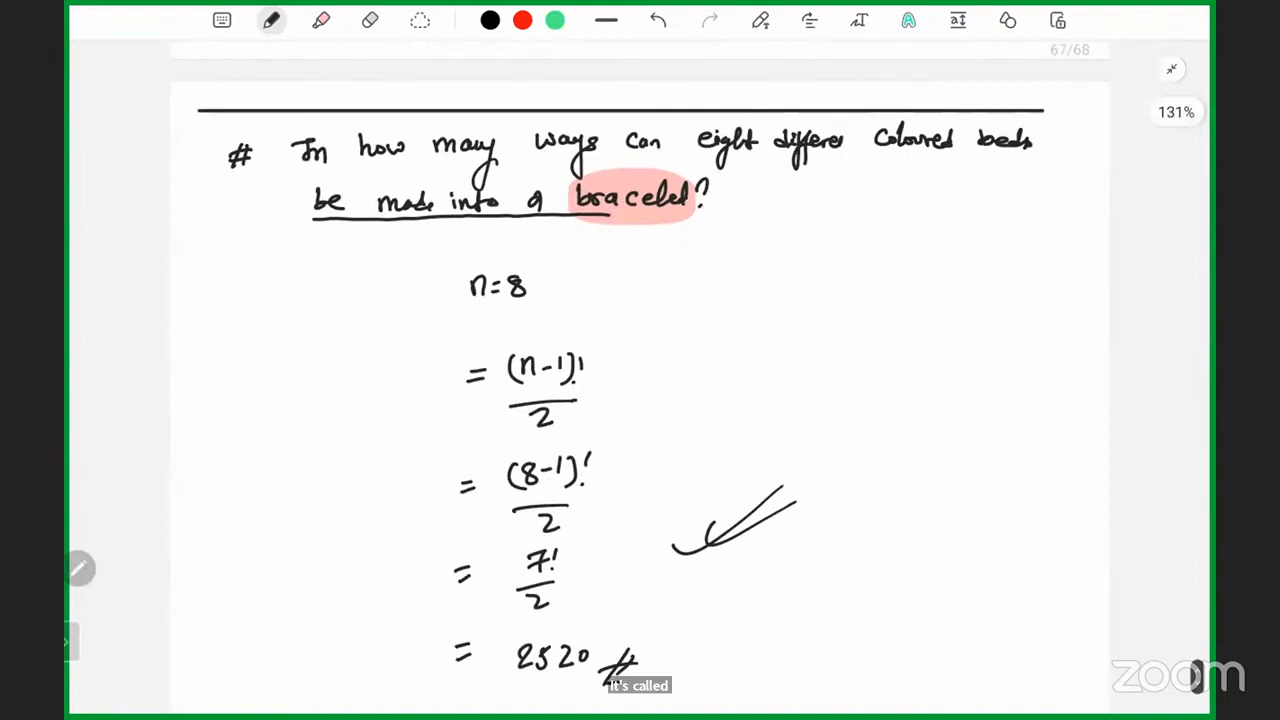 67/68
131%
# In how many ways can eight differe coloured beds
be made into a bracelet?
n=8
= (n-1)!
2
= (8-1)!
2
= 7!
2
= 2520
It's called
zoom